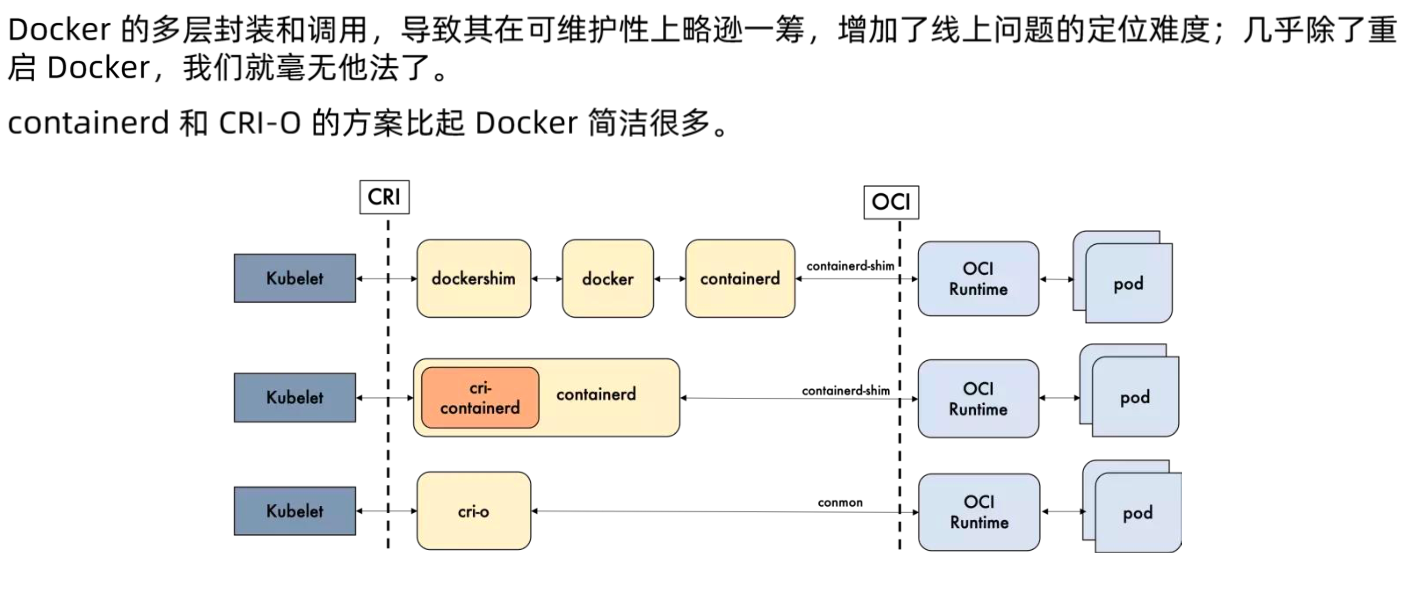 Docker 的多层封装和调用，导致其在可维护性上略逊一筹，增加了线上问题的定位难度；几乎除了重
启 Docker，我们就毫无他法了。
containerd 和 CRI-O 的方案比起 Docker 简洁很多。
CRI
OCI
Kubelet
dockershim
docker
containerd
containerd-shim
OCI
Runtime
pod
Kubelet
cri-
containerd
containerd
containerd-shim
OCI
Runtime
pod
Kubelet
cri-o
conmon
OCI
Runtime
pod